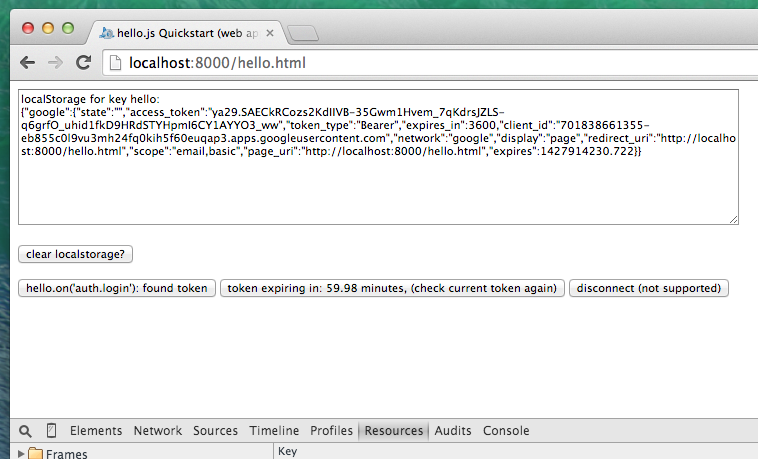 hello.js Quickstart (web ap
localhost:8000/hello.html
localStorage for key hello:
{"google":{"state":"","access_token":"ya29.SAECkRCozs2KdIIVB-35Gwm1Hvem_7qKdrsJZLS-
q6grfO_uhid1fkD9HRdSTYHpmI6CY1AYYO3_ww","token_type":"Bearer","expires_in":3600,"client_id":"701838661355-
eb855c0l9vu3mh24fq0kih5f60euqap3.apps.googleusercontent.com","network":"google","display":"page","redirect_uri":"http://localho
st:8000/hello.html","scope":"email,basic","page_uri":"http://localhost:8000/hello.html","expires":1427914230.722}}
clear localstorage?
hello.on('auth.login'): found token token expiring in: 59.98 minutes, (check current token again) disconnect (not supported)
Elements Network Sources Timeline Profiles Resources Audits Console
Frames Key